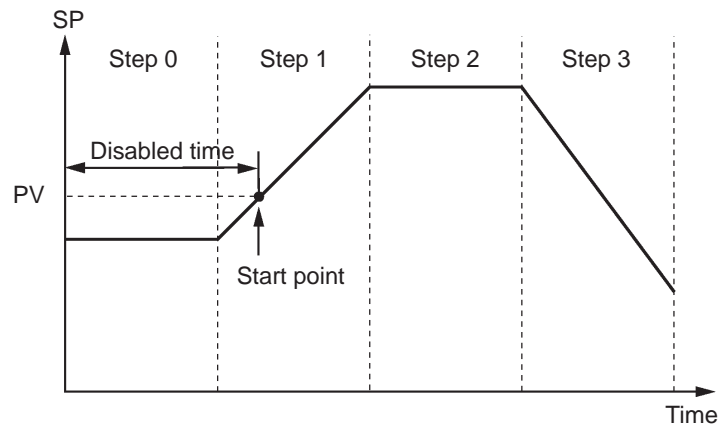 SP
Step 0 Step 1 Step 2 Step 3
Disabled time
PV
Start point
Time